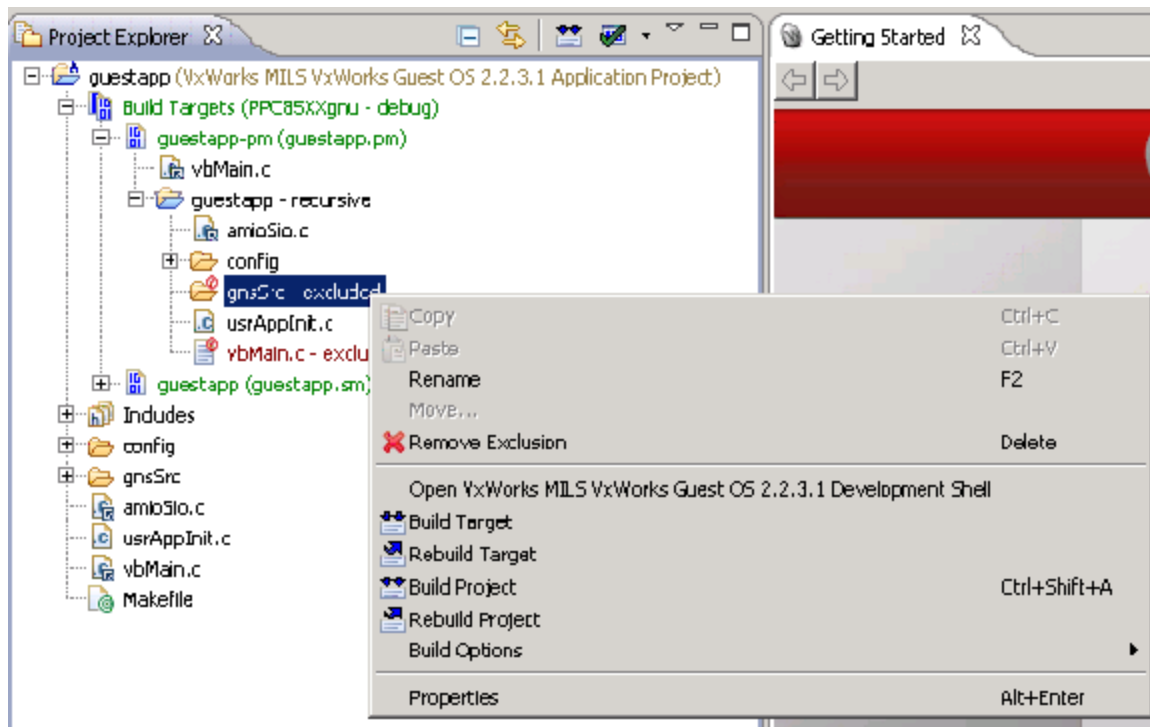 Project Explorer
Getting Started
guestapp (VxWorks MILS VxWorks Guest OS 2.2.3.1 Application Project)
Build Targets (PPC85XXgnu - debug)
guestapp-pm (guestapp.pm)
vbMain.c
guestapp - recursive
amioSio.c
config
gnsSrc - excluded
usrAppInit.c
vbMain.c - exclu
guestapp (guestapp.sm)
Includes
config
gnsSrc
amioSio.c
usrAppInit.c
vbMain.c
Makefile
Copy Ctrl+C
Paste Ctrl+V
Rename F2
Move...
Remove Exclusion Delete
Open VxWorks MILS VxWorks Guest OS 2.2.3.1 Development Shell
Build Target
Rebuild Target
Build Project Ctrl+Shift+A
Rebuild Project
Build Options
Properties Alt+Enter